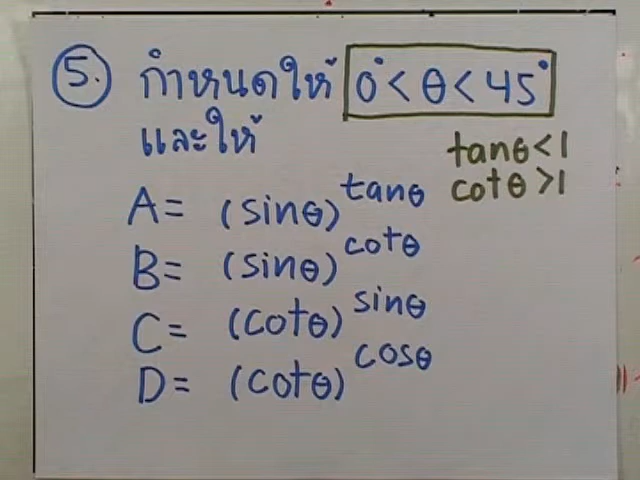 5. กำหนดให้ 0° < θ < 45°
และให้
tanθ < 1
cotθ > 1
A = (sinθ)^tanθ
B = (sinθ)^cotθ
C = (cotθ)^sinθ
D = (cotθ)^cosθ